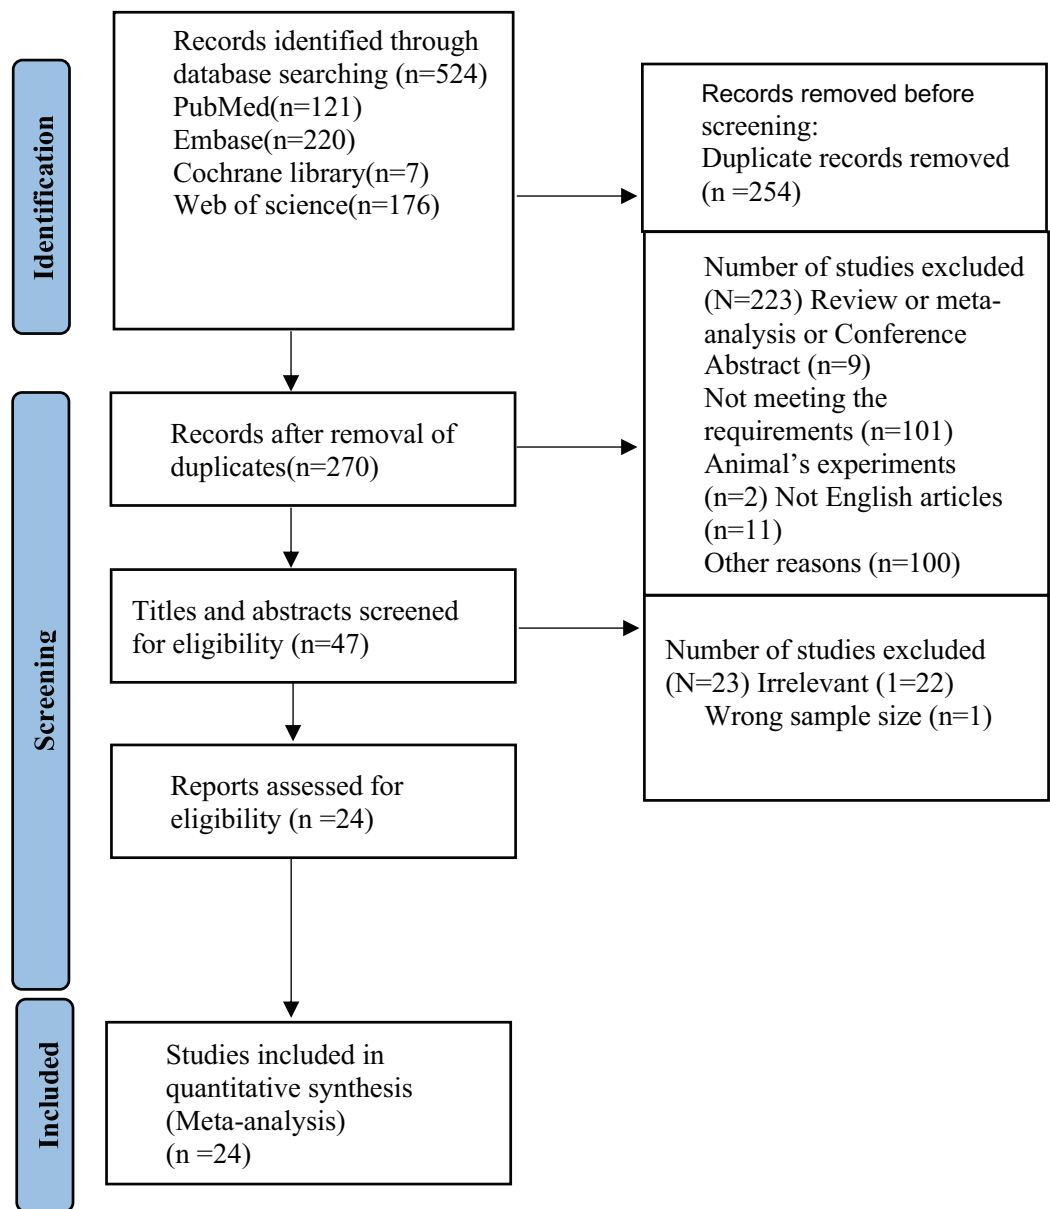 Identification
Records identified through
database searching (n=524)
PubMed(n=121)
Embase(n=220)
Cochrane library(n=7)
Web of science(n=176)
Records removed before
screening:
Duplicate records removed
(n =254)
Number of studies excluded
(N=223) Review or meta-
analysis or Conference
Abstract (n=9)
Not meeting the
requirements (n=101)
Animal’s experiments
(n=2) Not English articles
(n=11)
Other reasons (n=100)
Screening
Records after removal of
duplicates(n=270)
Titles and abstracts screened
for eligibility (n=47)
Number of studies excluded
(N=23) Irrelevant (1=22)
Wrong sample size (n=1)
Reports assessed for
eligibility (n =24)
Included
Studies included in
quantitative synthesis
(Meta-analysis)
(n =24)